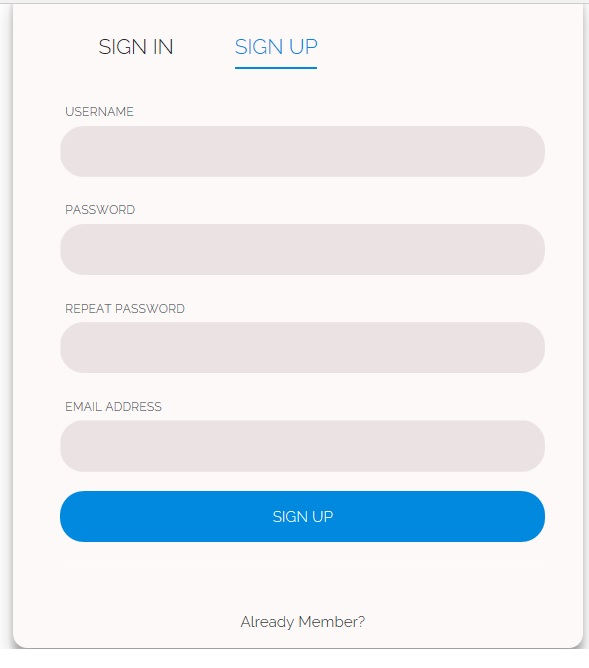 SIGN IN SIGN UP
USERNAME
PASSWORD
REPEAT PASSWORD
EMAIL ADDRESS
SIGN UP
Already Member?